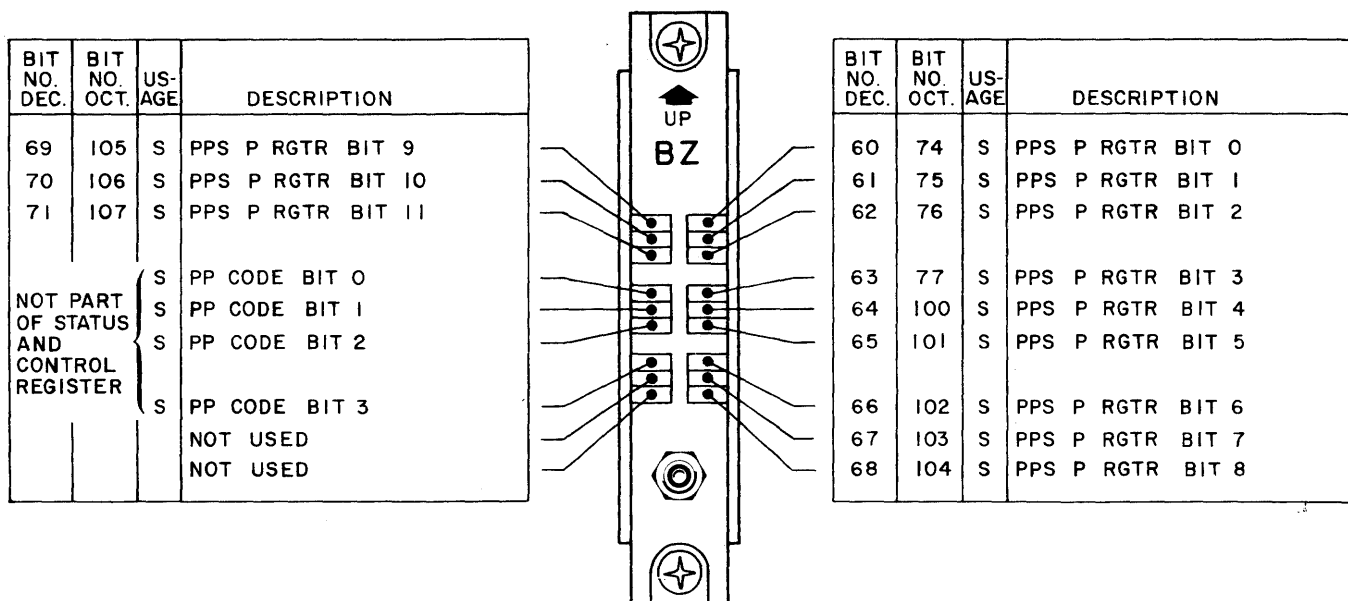 BIT NO. DEC. BIT NO. OCT. US-AGE DESCRIPTION
69 105 S PPS P RGTR BIT 9
70 106 S PPS P RGTR BIT 10
71 107 S PPS P RGTR BIT 11
NOT PART OF STATUS AND CONTROL REGISTER
S PP CODE BIT 0
S PP CODE BIT 1
S PP CODE BIT 2
S PP CODE BIT 3
NOT USED
NOT USED
UP
BZ
BIT NO. DEC. BIT NO. OCT. US-AGE DESCRIPTION
60 74 S PPS P RGTR BIT 0
61 75 S PPS P RGTR BIT 1
62 76 S PPS P RGTR BIT 2
63 77 S PPS P RGTR BIT 3
64 100 S PPS P RGTR BIT 4
65 101 S PPS P RGTR BIT 5
66 102 S PPS P RGTR BIT 6
67 103 S PPS P RGTR BIT 7
68 104 S PPS P RGTR BIT 8